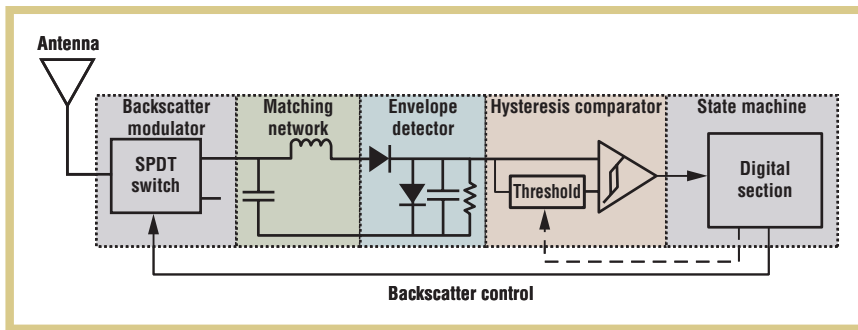 Antenna
Backscatter
modulator
Matching
network
Envelope
detector
Hysteresis comparator
State machine
SPDT
switch
Threshold
Digital
section
Backscatter control